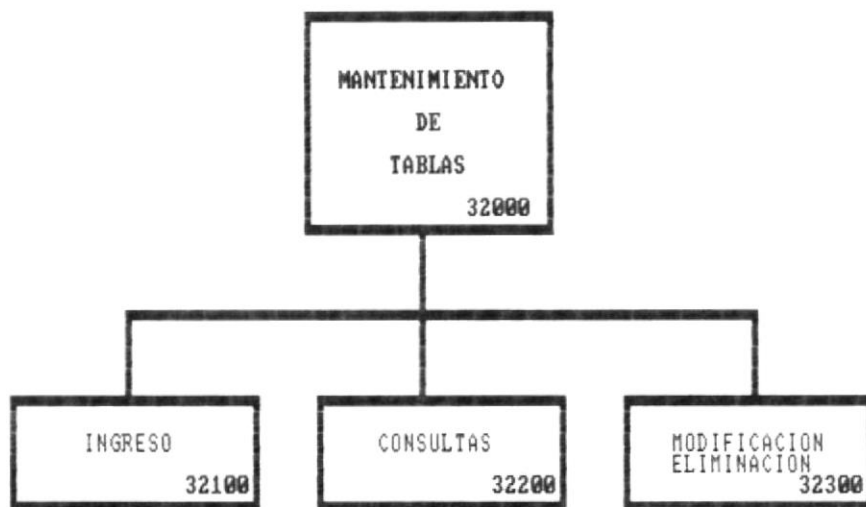 MANTENIMIENTO
DE
TABLAS
32000
INGRESO
32100
CONSULTAS
32200
MODIFICACION
ELIMINACION
32300